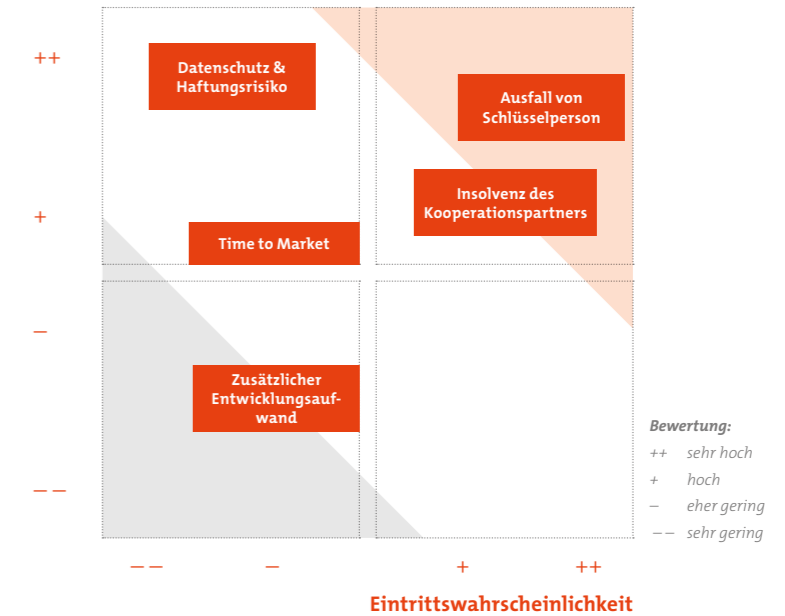 ++
Datenschutz &
Haftungsrisiko
Ausfall von
Schlüsselperson
Insolvenz des
Kooperationspartners
+
Time to Market
–
Zusätzlicher
Entwicklungsauf-
wand
Bewertung:
++ sehr hoch
+ hoch
– eher gering
– – sehr gering
– –
– – – + ++
Eintrittswahrscheinlichkeit